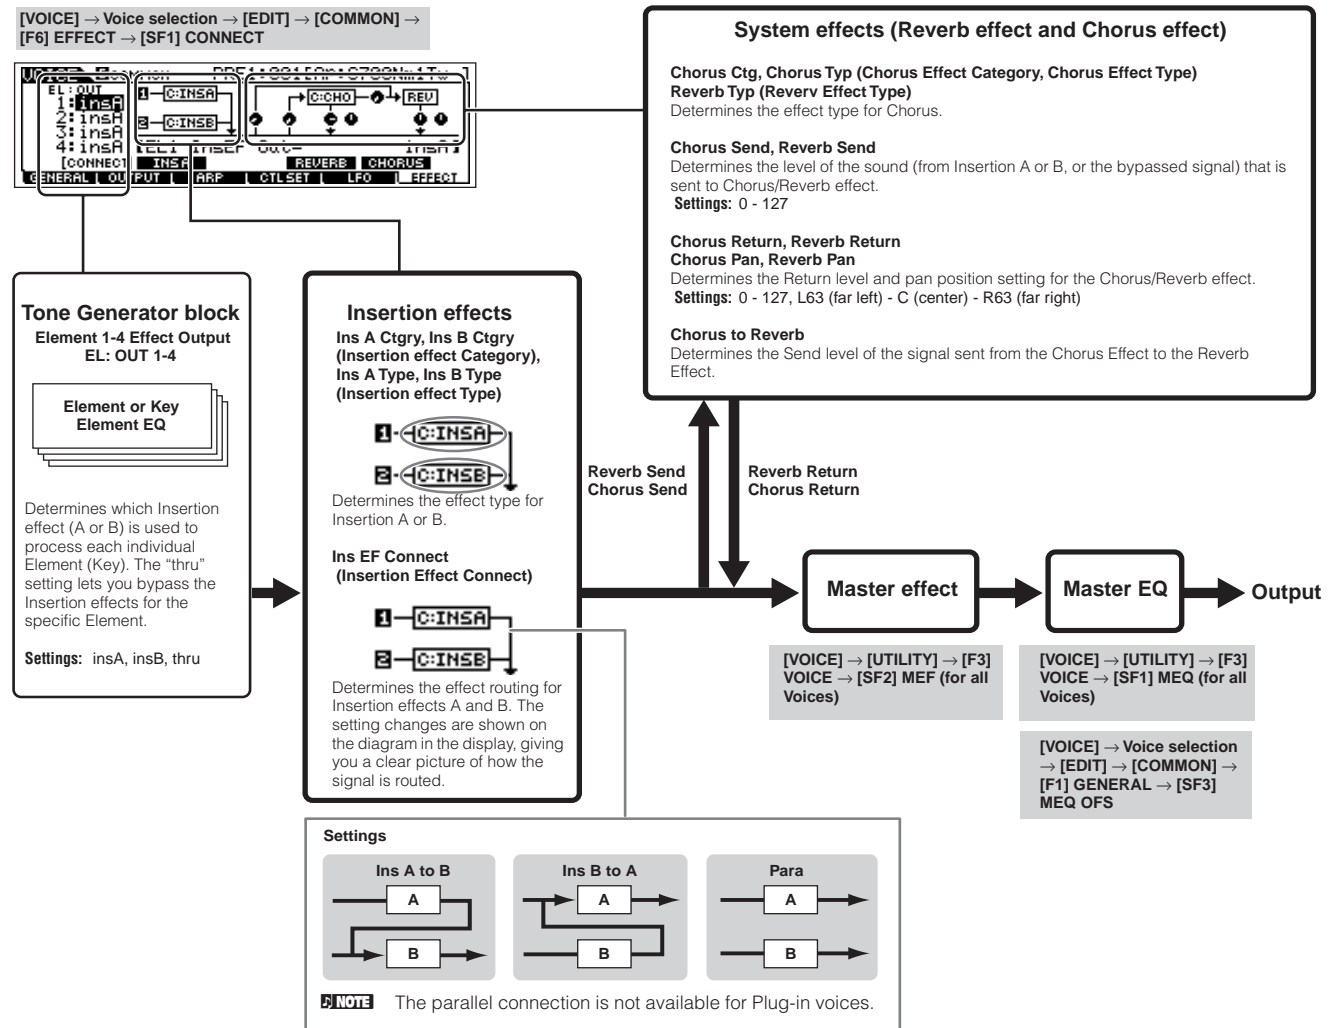 [VOICE] → Voice selection → [EDIT] → [COMMON] →
[F6] EFFECT → [SF1] CONNECT
EL:OUT
1:insA
2:insA
3:insA
4:insA
1 C:INSA
2 C:INSB
C:CHO
REV
[CONNECT]
INSA
REVERB
CHORUS
GENERAL
OUTPUT
ARP
CTLSET
LFO
EFFECT
System effects (Reverb effect and Chorus effect)
Chorus Ctg, Chorus Typ (Chorus Effect Category, Chorus Effect Type)
Reverb Typ (Reverv Effect Type)
Determines the effect type for Chorus.
Chorus Send, Reverb Send
Determines the level of the sound (from Insertion A or B, or the bypassed signal) that is
sent to Chorus/Reverb effect.
Settings: 0 - 127
Chorus Return, Reverb Return
Chorus Pan, Reverb Pan
Determines the Return level and pan position setting for the Chorus/Reverb effect.
Settings: 0 - 127, L63 (far left) - C (center) - R63 (far right)
Chorus to Reverb
Determines the Send level of the signal sent from the Chorus Effect to the Reverb
Effect.
Tone Generator block
Element 1-4 Effect Output
EL: OUT 1-4
Element or Key
Element EQ
Determines which Insertion
effect (A or B) is used to
process each individual
Element (Key). The “thru”
setting lets you bypass the
Insertion effects for the
specific Element.
Settings: insA, insB, thru
Insertion effects
Ins A Ctgry, Ins B Ctgry
(Insertion effect Category),
Ins A Type, Ins B Type
(Insertion effect Type)
1 C:INSA
2 C:INSB
Determines the effect type for
Insertion A or B.
Ins EF Connect
(Insertion Effect Connect)
1 C:INSA
2 C:INSB
Determines the effect routing for
Insertion effects A and B. The
setting changes are shown on
the diagram in the display, giving
you a clear picture of how the
signal is routed.
Reverb Send
Chorus Send
Reverb Return
Chorus Return
Master effect
Master EQ
Output
[VOICE] → [UTILITY] → [F3]
VOICE → [SF2] MEF (for all
Voices)
[VOICE] → [UTILITY] → [F3]
VOICE → [SF1] MEQ (for all
Voices)
[VOICE] → Voice selection
→ [EDIT] → [COMMON] →
[F1] GENERAL → [SF3]
MEQ OFS
Settings
Ins A to B
A
B
Ins B to A
A
B
Para
A
B
NOTE The parallel connection is not available for Plug-in voices.